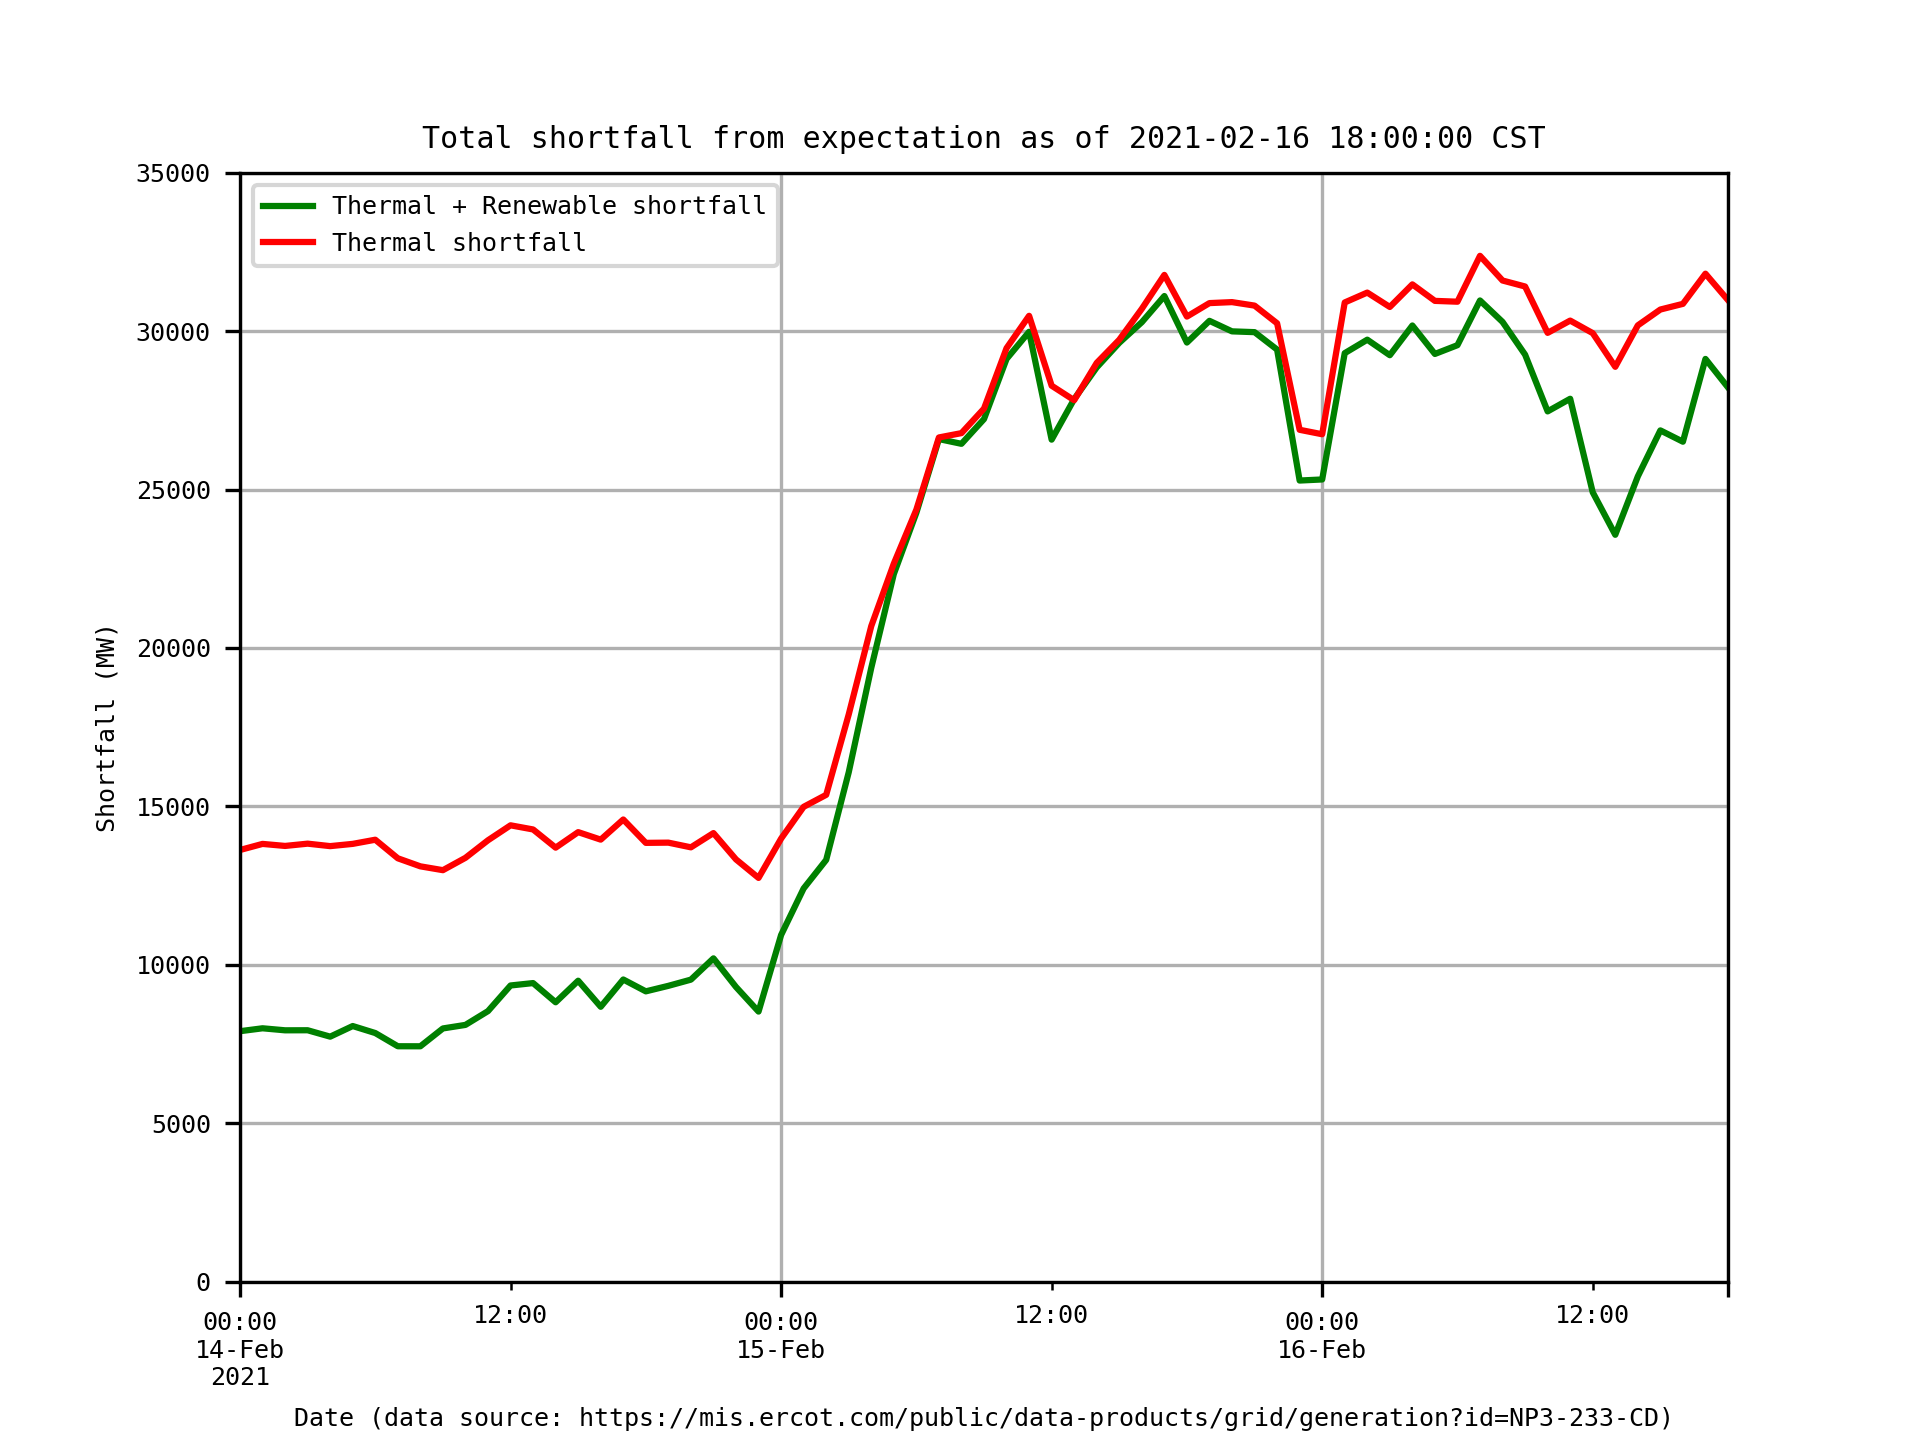 Total shortfall from expectation as of 2021-02-16 18:00:00 CST
Thermal + Renewable shortfall
Thermal shortfall
35000
30000
25000
20000
15000
10000
5000
0
Shortfall (MW)
00:00
14-Feb
2021
12:00
00:00
15-Feb
12:00
00:00
16-Feb
12:00
Date (data source: https://mis.ercot.com/public/data-products/grid/generation?id=NP3-233-CD)